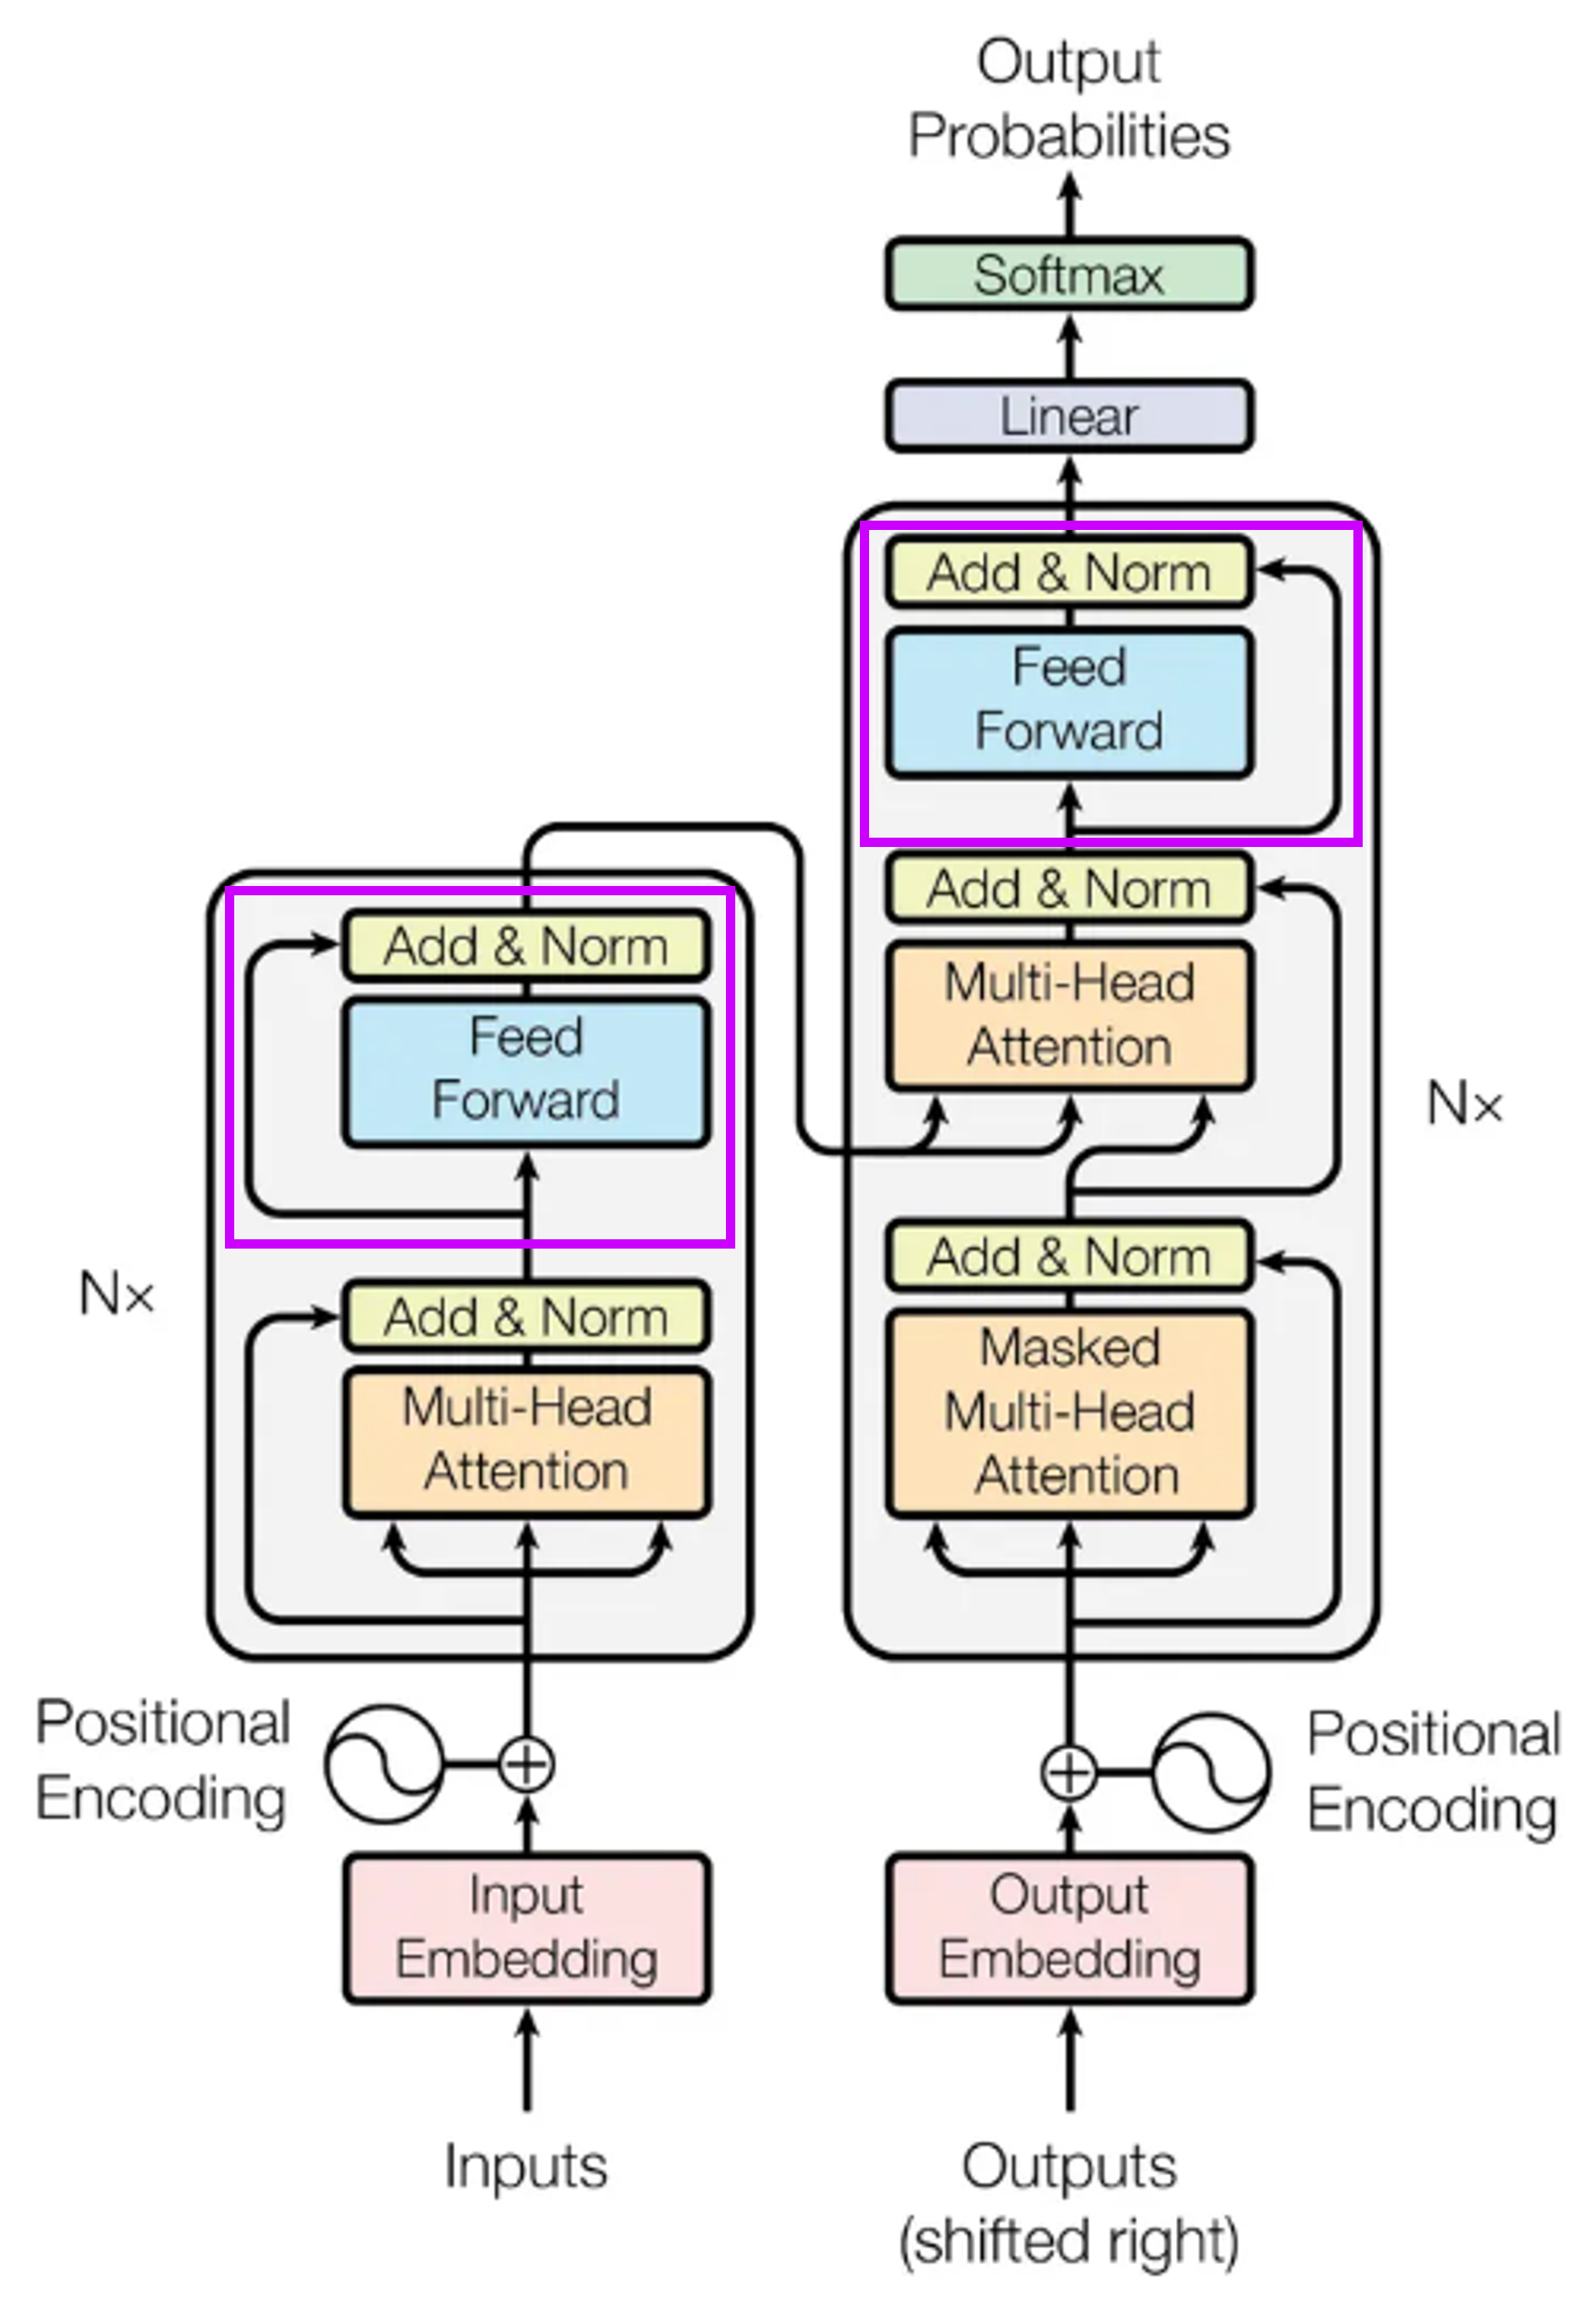 Output
Probabilities
Softmax
Linear
Add & Norm
Feed
Forward
Add & Norm
Multi-Head
Attention
Nx
Add & Norm
Masked
Multi-Head
Attention
Add & Norm
Feed
Forward
Nx
Add & Norm
Multi-Head
Attention
Positional
Encoding
Positional
Encoding
Input
Embedding
Output
Embedding
Inputs
Outputs
(shifted right)